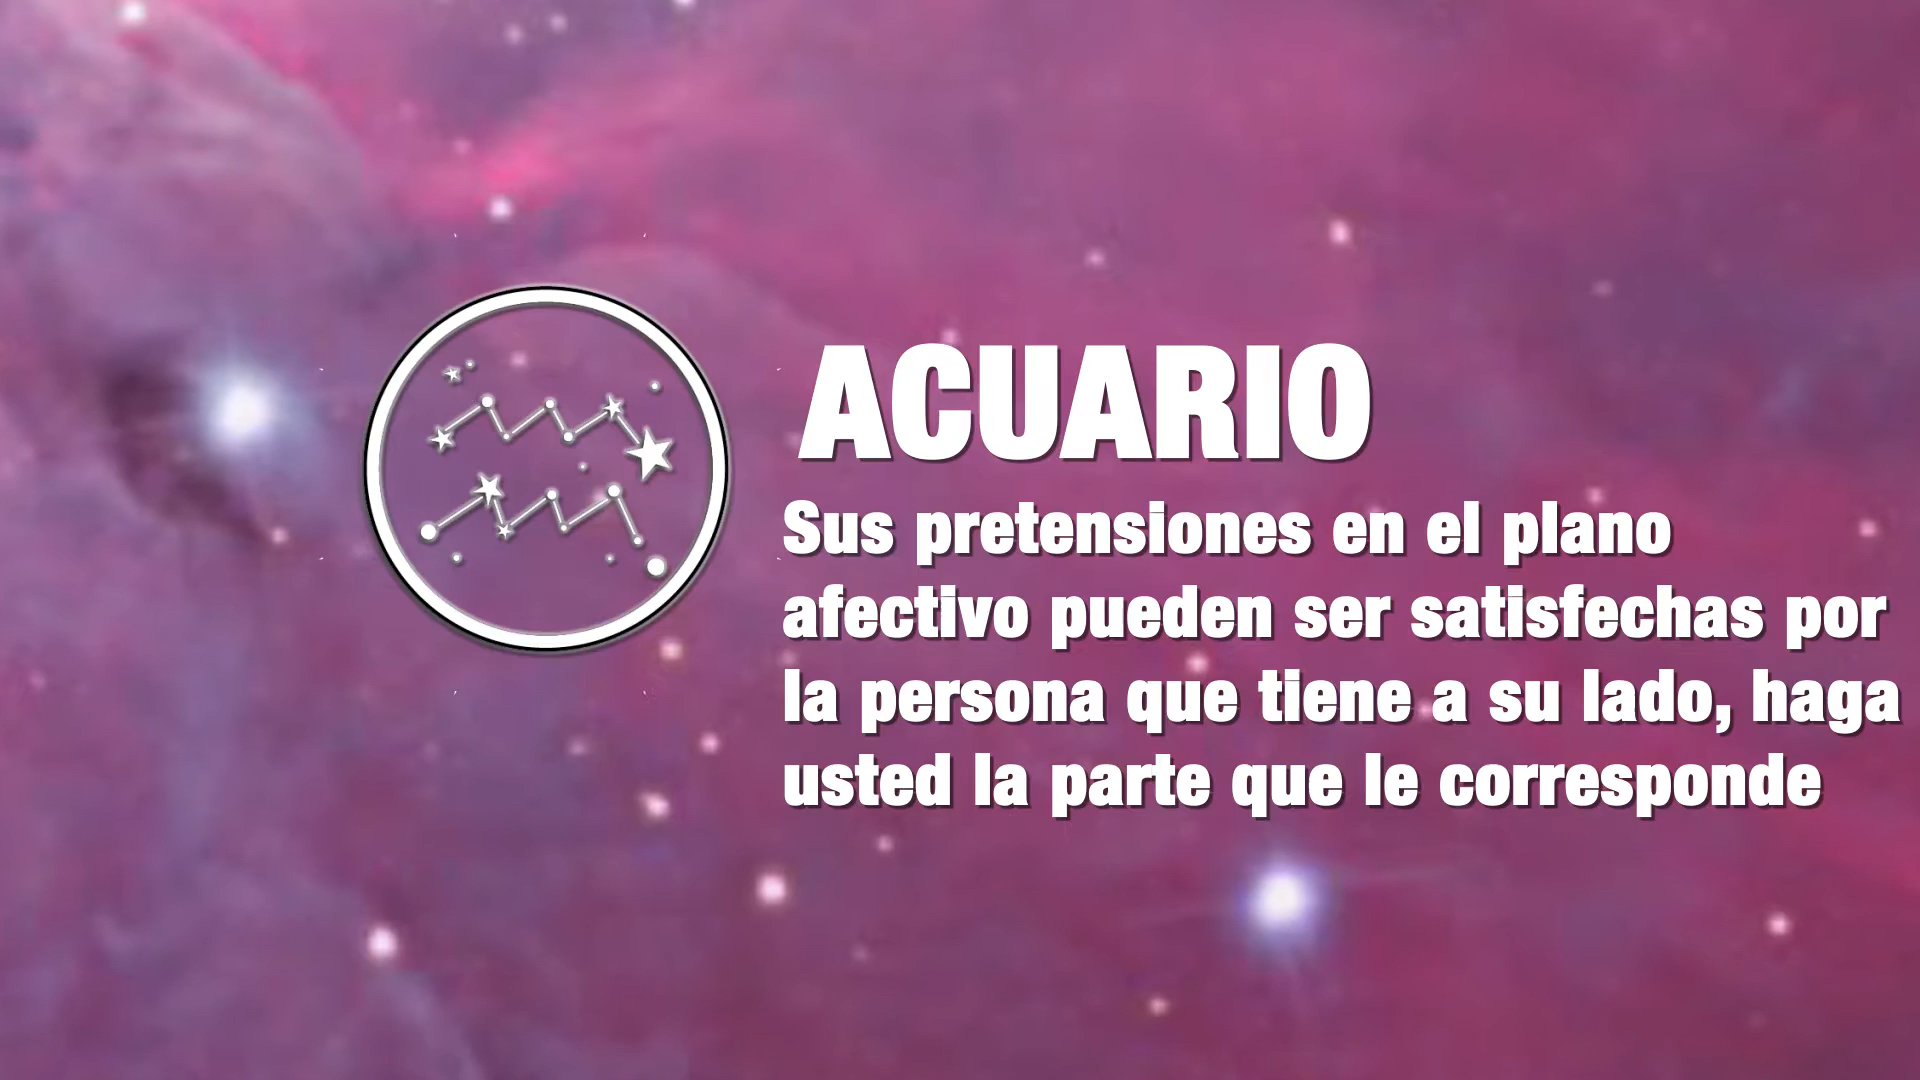 ACUARIO
Sus pretensiones en el plano
afectivo pueden ser satisfechas por
la persona que tiene a su lado, haga
usted la parte que le corresponde